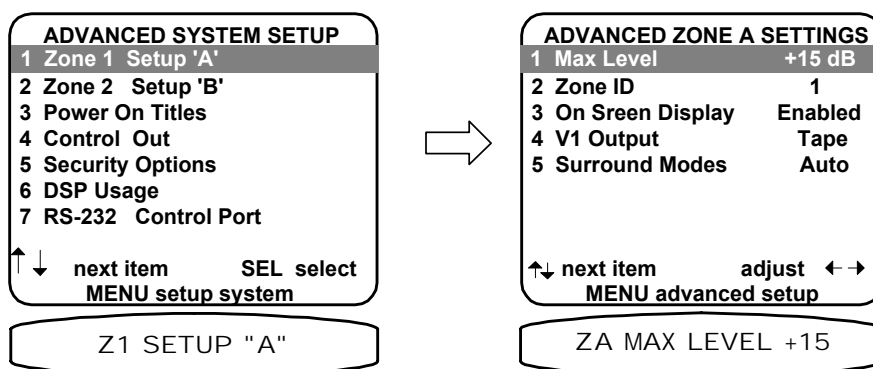 ADVANCED SYSTEM SETUP
1 Zone 1 Setup 'A'
2 Zone 2 Setup 'B'
3 Power On Titles
4 Control Out
5 Security Options
6 DSP Usage
7 RS-232 Control Port
↑↓ next item SEL select
MENU setup system
Z1 SETUP "A"
ADVANCED ZONE A SETTINGS
1 Max Level +15 dB
2 Zone ID 1
3 On Sreen Display Enabled
4 V1 Output Tape
5 Surround Modes Auto
↑↓ next item adjust ←→
MENU advanced setup
ZA MAX LEVEL +15